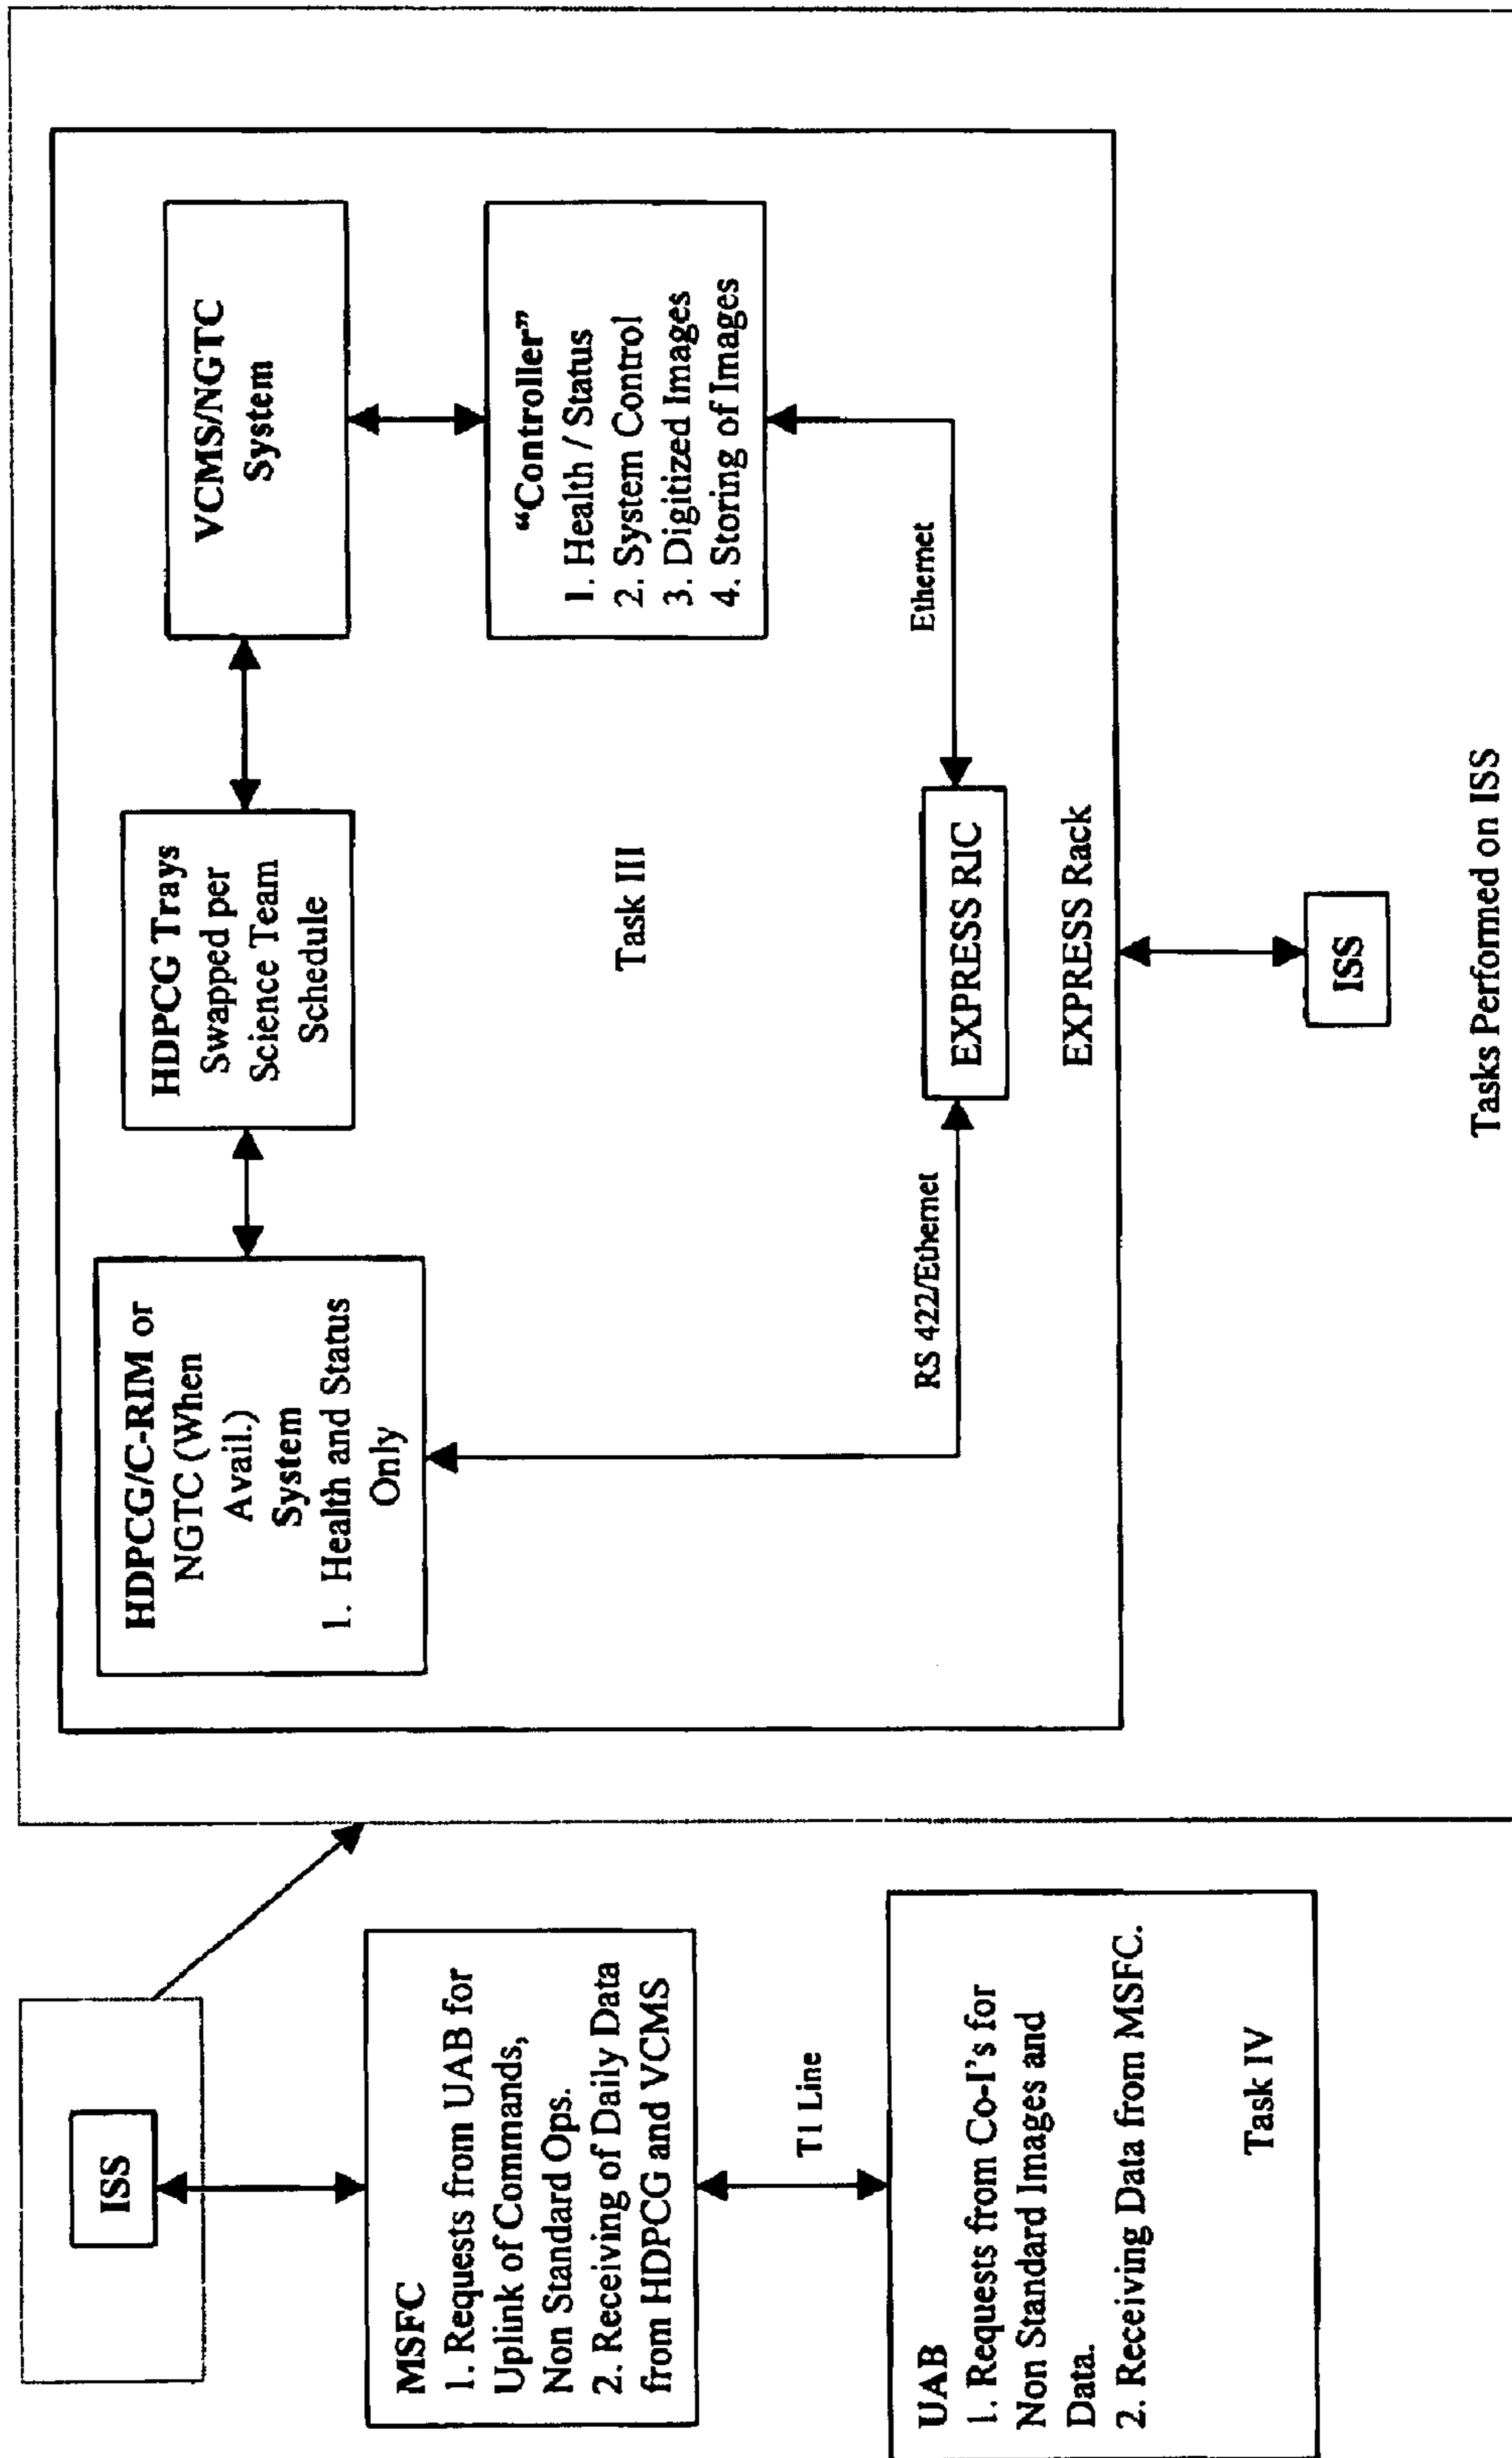 ISS
MSFC
1. Requests from UAB for
Uplink of Commands,
Non Standard Ops.
2. Receiving of Daily Data
from HDPCG and VCMS
T1 Line
UAB
1. Requests from Co-I's for
Non Standard Images and
Data.
2. Receiving Data from MSFC.
Task IV
HDPCG/C-RIM or
NGTC (When
Avail.)
System
1. Health and Status
Only
HDPCG Trays
Swapped per
Science Team
Schedule
VCMS/NGTC
System
“Controller”
1. Health / Status
2. System Control
3. Digitized Images
4. Storing of Images
Task III
RS 422/Ethernet
Ethernet
EXPRESS RIC
EXPRESS Rack
ISS
Tasks Performed on ISS